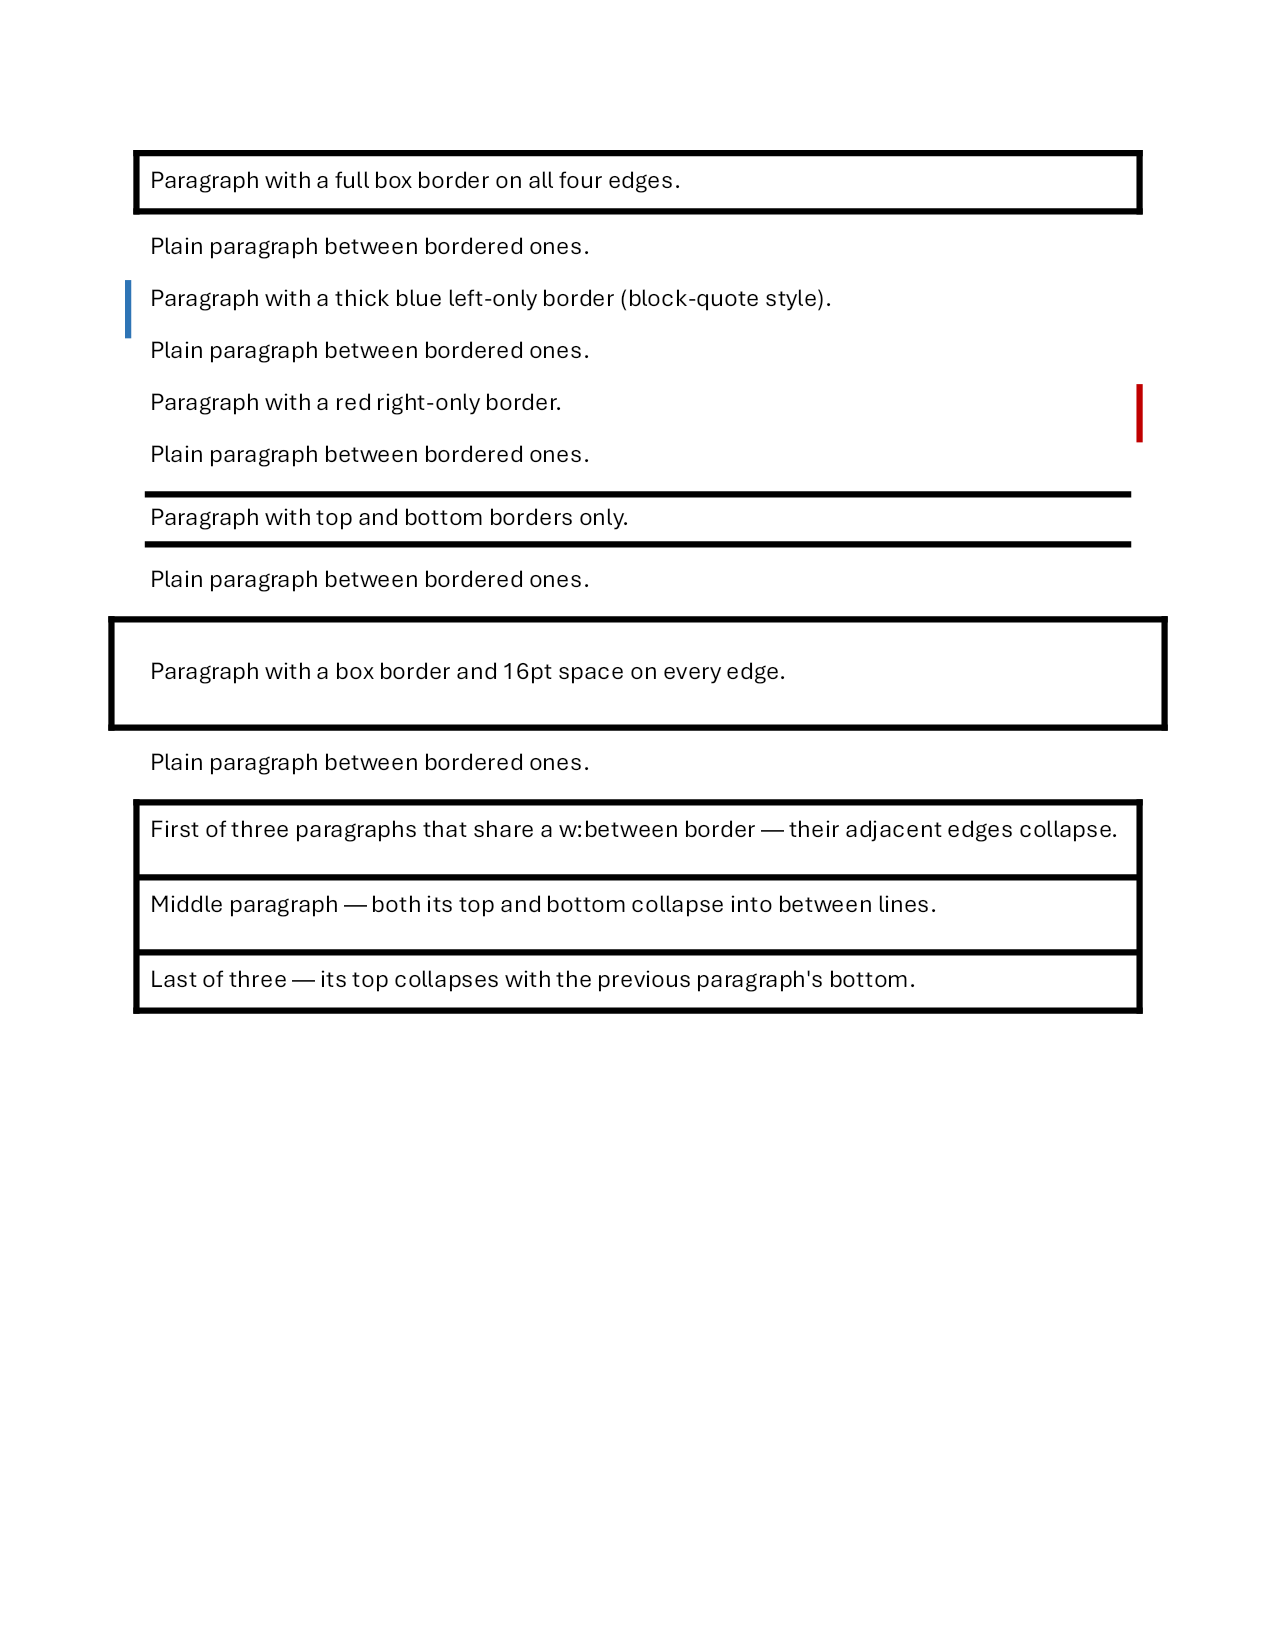 Paragraph with a full box border on all four edges.
Plain paragraph between bordered ones.
Paragraph with a thick blue left-only border (block-quote style).
Plain paragraph between bordered ones.
Paragraph with a red right-only border.
Plain paragraph between bordered ones.
Paragraph with top and bottom borders only.
Plain paragraph between bordered ones.
Paragraph with a box border and 16pt space on every edge.
Plain paragraph between bordered ones.
First of three paragraphs that share a w:between border — their adjacent edges collapse.
Middle paragraph — both its top and bottom collapse into between lines.
Last of three — its top collapses with the previous paragraph's bottom.